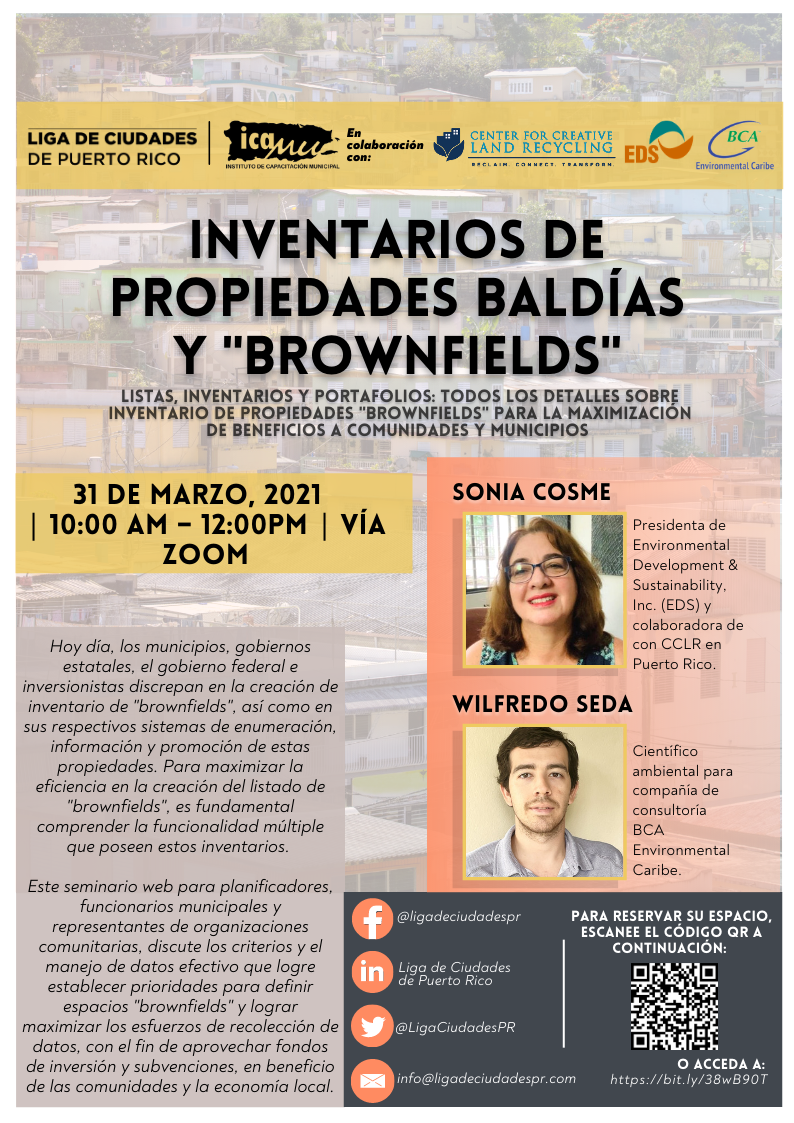 LIGA DE CIUDADES
DE PUERTO RICO
icamu
INSTITUTO DE CAPACITACIÓN MUNICIPAL
En
colaboración
con:
CENTER FOR CREATIVE
LAND RECYCLING
RECLAIM. CONNECT. TRANSFORM.
EDS
BCA
Environmental Caribe
INVENTARIOS DE
PROPIEDADES BALDÍAS
Y "BROWNFIELDS"
LISTAS, INVENTARIOS Y PORTAFOLIOS: TODOS LOS DETALLES SOBRE
INVENTARIO DE PROPIEDADES "BROWNFIELDS" PARA LA MAXIMIZACIÓN
DE BENEFICIOS A COMUNIDADES Y MUNICIPIOS
31 DE MARZO, 2021
| 10:00 AM – 12:00PM | VÍA
ZOOM
Hoy día, los municipios, gobiernos
estatales, el gobierno federal e
inversionistas discrepan en la creación de
inventario de "brownfields", así como en
sus respectivos sistemas de enumeración,
información y promoción de estas
propiedades. Para maximizar la
eficiencia en la creación del listado de
"brownfields", es fundamental
comprender la funcionalidad múltiple
que poseen estos inventarios.
Este seminario web para planificadores,
funcionarios municipales y
representantes de organizaciones
comunitarias, discute los criterios y el
manejo de datos efectivo que logre
establecer prioridades para definir
espacios "brownfields" y lograr
maximizar los esfuerzos de recolección de
datos, con el fin de aprovechar fondos
de inversión y subvenciones, en beneficio
de las comunidades y la economía local.
SONIA COSME
Presidenta de
Environmental
Development &
Sustainability,
Inc. (EDS) y
colaboradora de
con CCLR en
Puerto Rico.
WILFREDO SEDA
Científico
ambiental para
compañía de
consultoría
BCA
Environmental
Caribe.
@ligadeciudadespr
Liga de Ciudades
de Puerto Rico
@LigaCiudadesPR
info@ligadeciudadespr.com
PARA RESERVAR SU ESPACIO,
ESCANEE EL CÓDIGO QR A
CONTINUACIÓN:
O ACCEDA A:
https://bit.ly/38wB90T